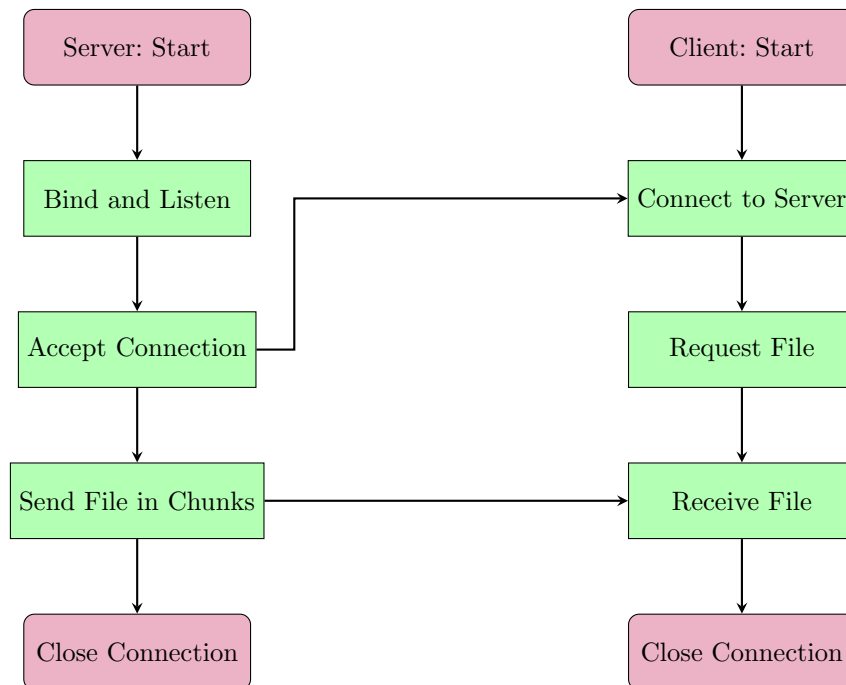 Server: Start
Client: Start
Bind and Listen
Connect to Server
Accept Connection
Request File
Send File in Chunks
Receive File
Close Connection
Close Connection